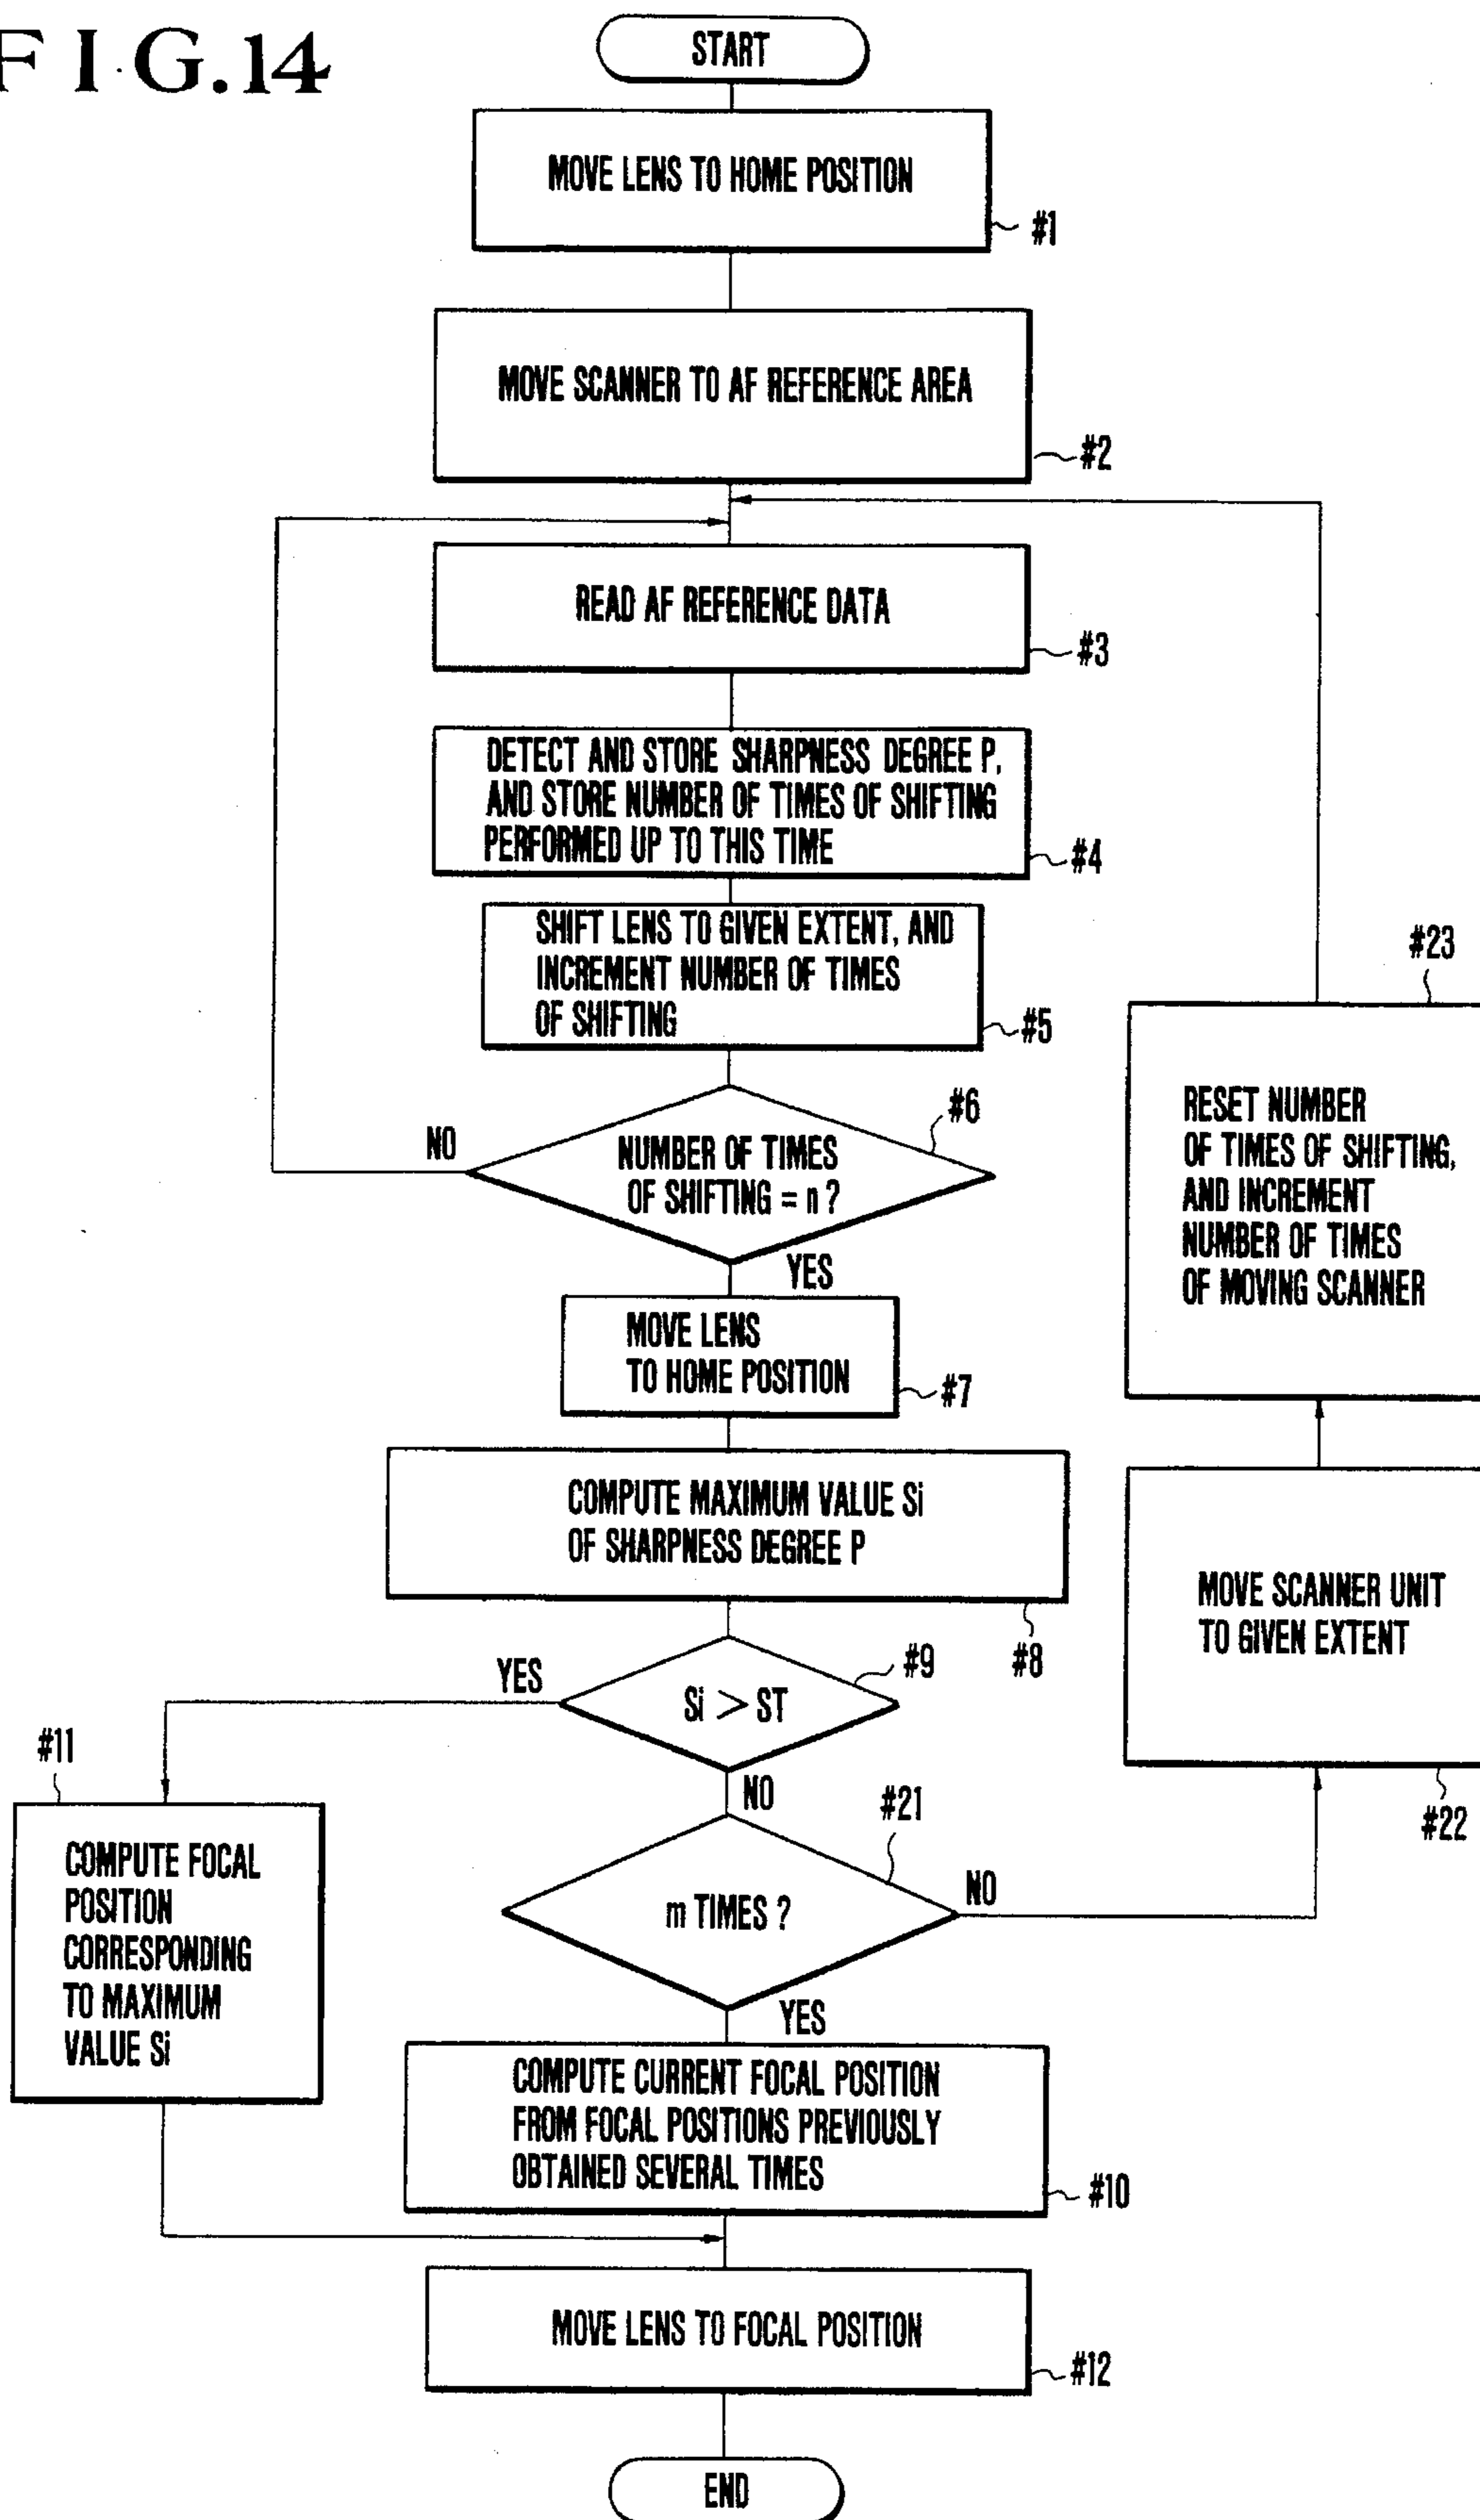 FIG.14
START
MOVE LENS TO HOME POSITION
#1
MOVE SCANNER TO AF REFERENCE AREA
#2
READ AF REFERENCE DATA
#3
DETECT AND STORE SHARPNESS DEGREE P,
AND STORE NUMBER OF TIMES OF SHIFTING
PERFORMED UP TO THIS TIME
#4
SHIFT LENS TO GIVEN EXTENT, AND
INCREMENT NUMBER OF TIMES
OF SHIFTING
#5
#6
NO
NUMBER OF TIMES
OF SHIFTING = n ?
YES
MOVE LENS
TO HOME POSITION
#7
COMPUTE MAXIMUM VALUE Si
OF SHARPNESS DEGREE P
#8
#9
YES
Si > ST
NO
#11
COMPUTE FOCAL
POSITION
CORRESPONDING
TO MAXIMUM
VALUE Si
#21
m TIMES ?
NO
YES
#22
MOVE SCANNER UNIT
TO GIVEN EXTENT
#23
RESET NUMBER
OF TIMES OF SHIFTING,
AND INCREMENT
NUMBER OF TIMES
OF MOVING SCANNER
COMPUTE CURRENT FOCAL POSITION
FROM FOCAL POSITIONS PREVIOUSLY
OBTAINED SEVERAL TIMES
#10
MOVE LENS TO FOCAL POSITION
#12
END